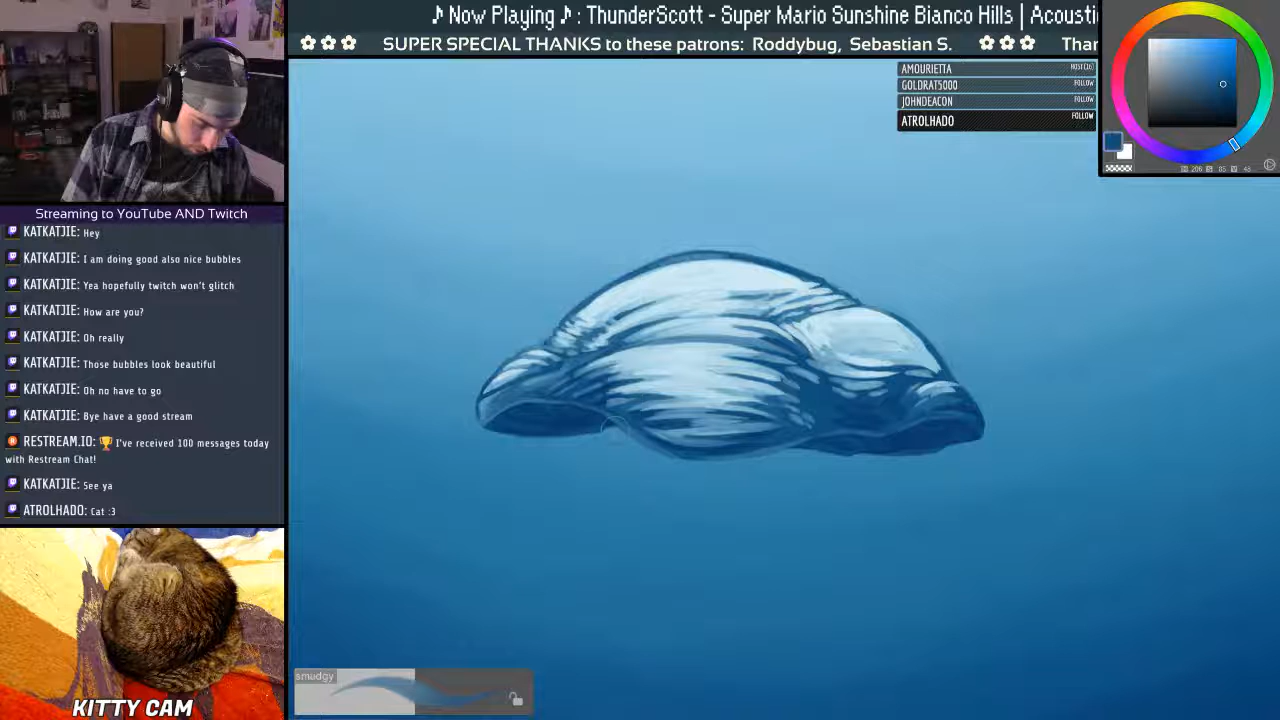 ♪ Now Playing ♪ : ThunderScott - Super Mario Sunshine Bianco Hills | Acousti
✿ ✿ ✿ SUPER SPECIAL THANKS to these patrons: Roddybug, Sebastian S. ✿ ✿ ✿ Than
AMOURIETTA HOST(16)
GOLDRAT5000 FOLLOW
JOHNDEACON FOLLOW
ATROLHADO FOLLOW
Streaming to YouTube AND Twitch
KATKATJIE: Hey
KATKATJIE: I am doing good also nice bubbles
KATKATJIE: Yea hopefully twitch won't glitch
KATKATJIE: How are you?
KATKATJIE: Oh really
KATKATJIE: Those bubbles look beautiful
KATKATJIE: Oh no have to go
KATKATJIE: Bye have a good stream
RESTREAM.IO: 🏆 I've received 100 messages today
with Restream Chat!
KATKATJIE: See ya
ATROLHADO: Cat :3
KITTY CAM
smudgy